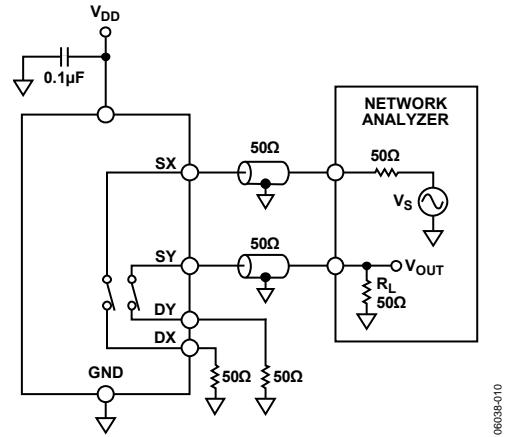 VDD
0.1µF
NETWORK
ANALYZER
50Ω
50Ω
SX
VS
50Ω
SY
VOUT
RL
50Ω
DY
DX
GND
50Ω
50Ω
06038-010